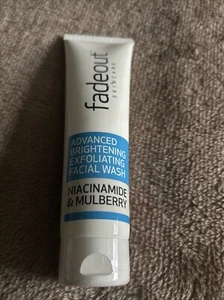 fadeout
skincare
ADVANCED
BRIGHTENING
EXFOLIATING
FACIAL WASH
NIACINAMIDE
& MULBERRY